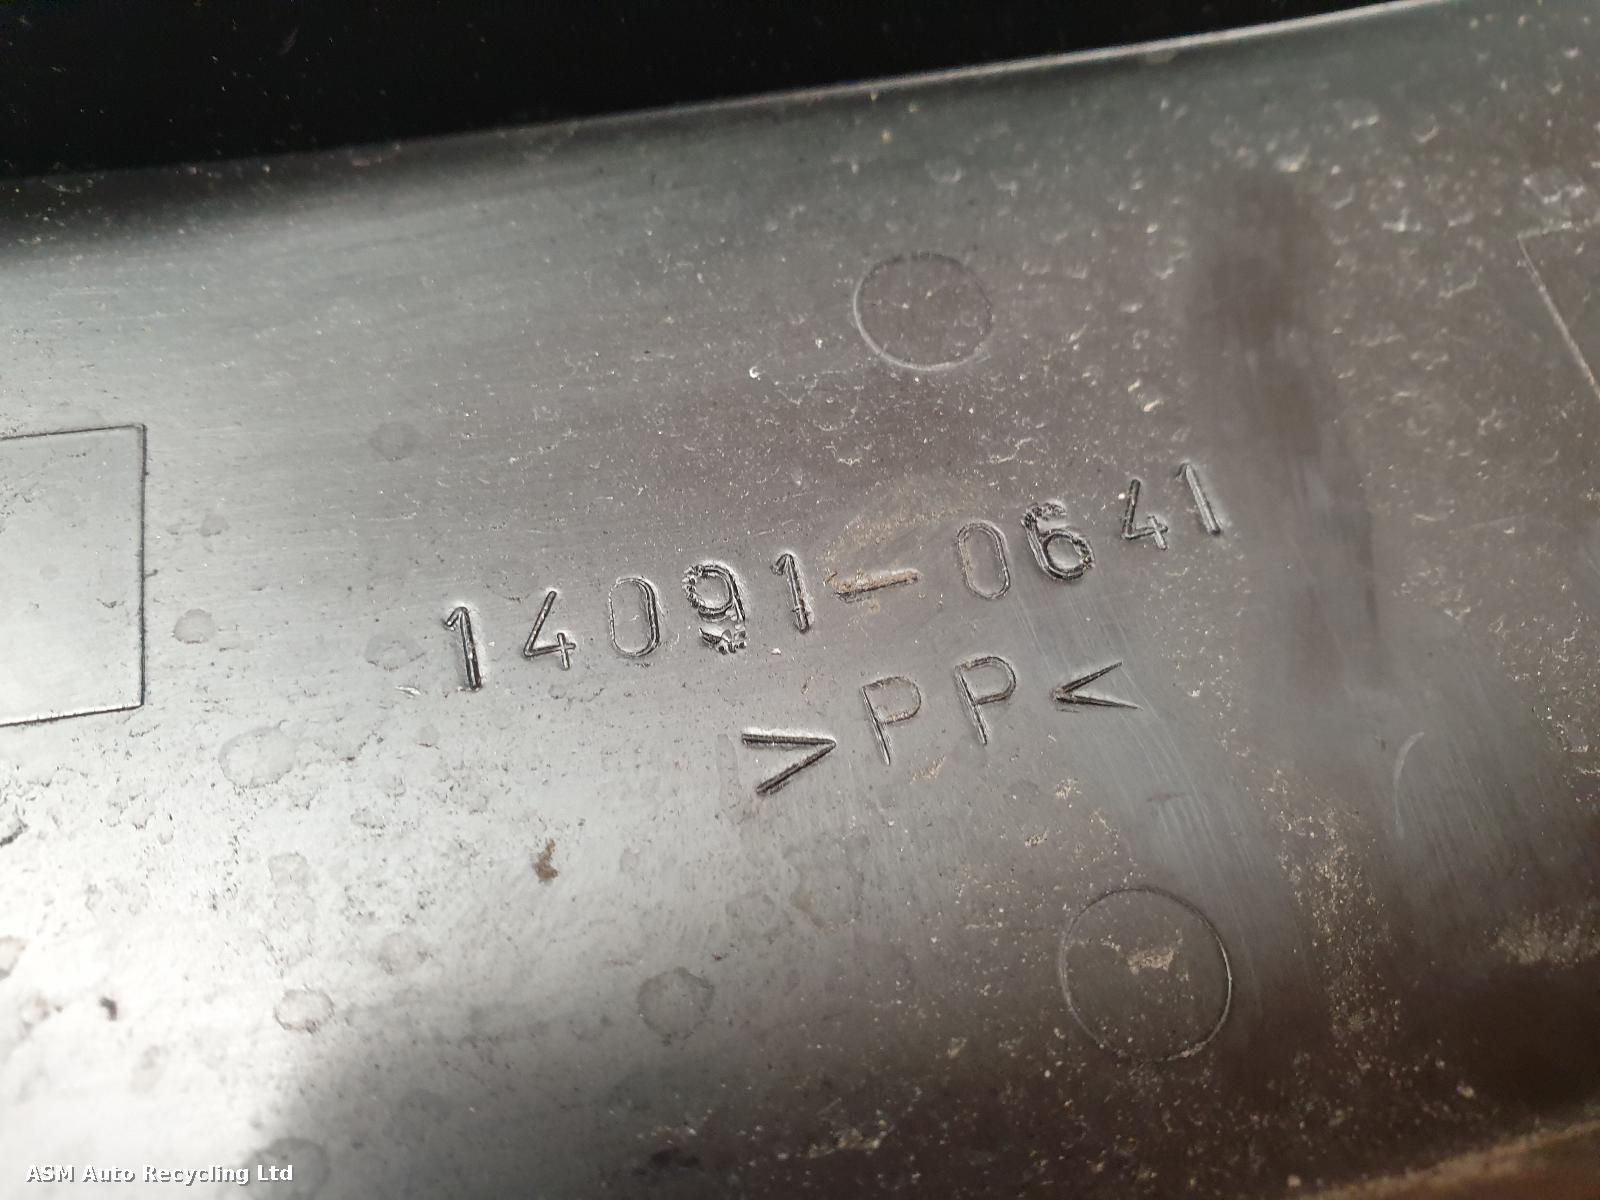 14091-0641
>PP<
ASM Auto Recycling Ltd